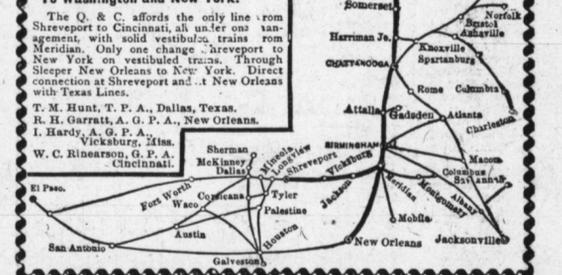 To Washington and New York.
The Q. & C. affords the only line rom
Shreveport to Cincinnati, all under one man-
agement, with solid vestibuled trains rom
Meridian. Only one change Shreveport to
New York on vestibuled trains. Through
Sleeper New Orleans to New York. Direct
connection at Shreveport and at New Orleans
with Texas Lines.
T. M. Hunt, T. P. A., Dallas, Texas.
R. H. Garratt, A. G. P. A., New Orleans.
I. Hardy, A. G. P. A.,
Vicksburg, Miss.
W. C. Rinearson, G. P. A.
Cincinnati.
Somerset
Norfolk
Bristol
Harriman Jc.
Ashville
Knoxville
Spartanburg
CHATTANOOGA
Rome
Columbia
Attalla
Gadsden
Atlanta
Charleston
BIRMINGHAM
Sherman
McKinney
Dallas
Mineola
Longview
Shreveport
Vicksburg
Jackson
Meridian
Montgomery
Macon
Columbus
Savannah
Albany
El Paso.
Fort Worth
Corsicana
Tyler
Waco
Palestine
Mobile
Austin
Houston
San Antonio
New Orleans
Jacksonville
Galveston